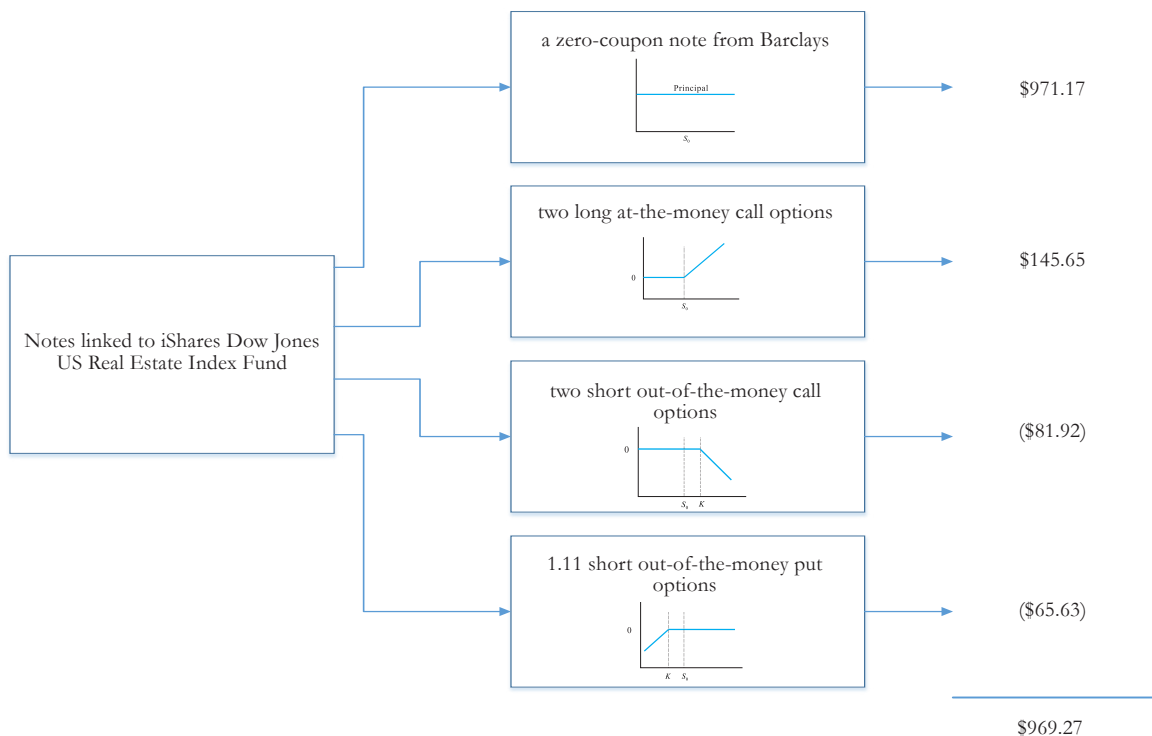 a zero-coupon note from Barclays
Principal
S₀
$971.17
two long at-the-money call options
0
S₀
$145.65
Notes linked to iShares Dow Jones
US Real Estate Index Fund
two short out-of-the-money call
options
0
S₀ K
($81.92)
1.11 short out-of-the-money put
options
0
K S₀
($65.63)
$969.27